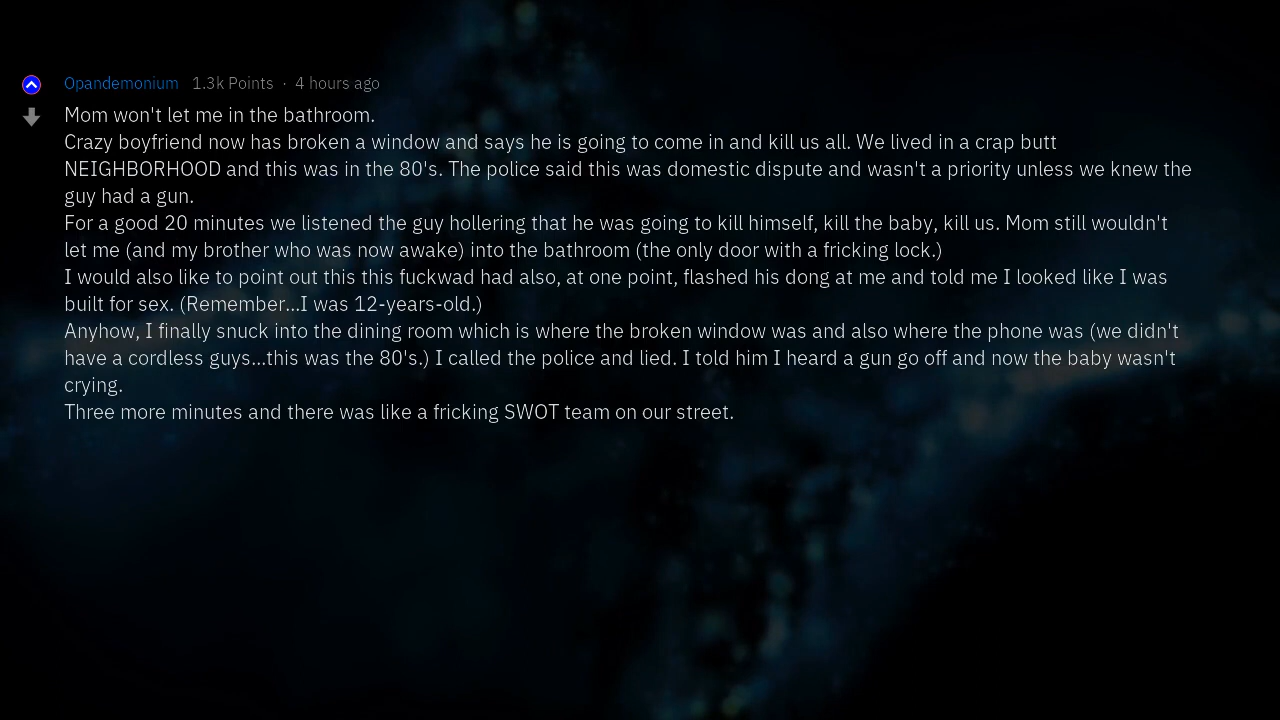 Opandemonium 1.3k Points · 4 hours ago
Mom won't let me in the bathroom.
Crazy boyfriend now has broken a window and says he is going to come in and kill us all. We lived in a crap butt
NEIGHBORHOOD and this was in the 80's. The police said this was domestic dispute and wasn't a priority unless we knew the
guy had a gun.
For a good 20 minutes we listened the guy hollering that he was going to kill himself, kill the baby, kill us. Mom still wouldn't
let me (and my brother who was now awake) into the bathroom (the only door with a fricking lock.)
I would also like to point out this this fuckwad had also, at one point, flashed his dong at me and told me I looked like I was
built for sex. (Remember...I was 12-years-old.)
Anyhow, I finally snuck into the dining room which is where the broken window was and also where the phone was (we didn't
have a cordless guys...this was the 80's.) I called the police and lied. I told him I heard a gun go off and now the baby wasn't
crying.
Three more minutes and there was like a fricking SWOT team on our street.